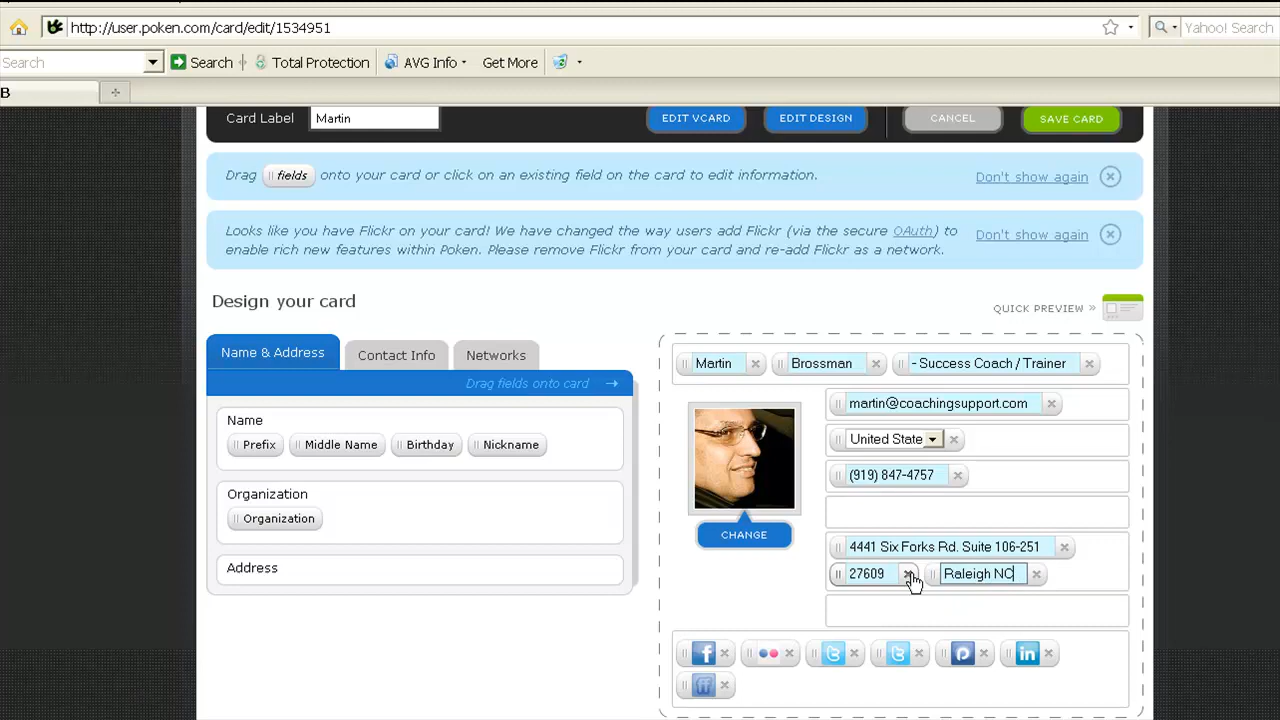 http://user.poken.com/card/edit/1534951
Yahoo! Search
Search
Search
Total Protection
AVG Info
Get More
B
Card Label
Martin
EDIT VCARD
EDIT DESIGN
CANCEL
SAVE CARD
Drag fields onto your card or click on an existing field on the card to edit information.
Don't show again
Looks like you have Flickr on your card! We have changed the way users add Flickr (via the secure OAuth) to
enable rich new features within Poken. Please remove Flickr from your card and re-add Flickr as a network.
Don't show again
Design your card
QUICK PREVIEW »
Name & Address
Contact Info
Networks
Drag fields onto card →
Name
Prefix
Middle Name
Birthday
Nickname
Organization
Organization
Address
Martin
Brossman
- Success Coach / Trainer
martin@coachingsupport.com
United State
(919) 847-4757
CHANGE
4441 Six Forks Rd. Suite 106-251
27609
Raleigh NC